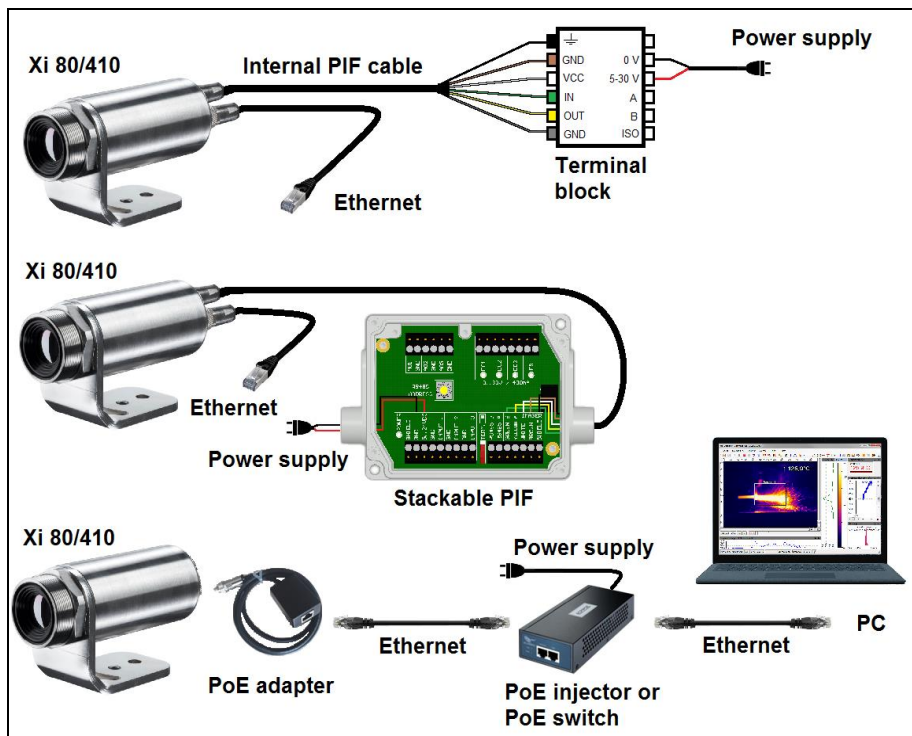 Xi 80/410
Internal PIF cable
Ethernet
GND
VCC
IN
OUT
GND
0 V
5-30 V
A
B
ISO
Terminal
block
Power supply
Xi 80/410
Ethernet
Power supply
Stackable PIF
Xi 80/410
PoE adapter
Ethernet
Power supply
PoE injector or
PoE switch
Ethernet
PC